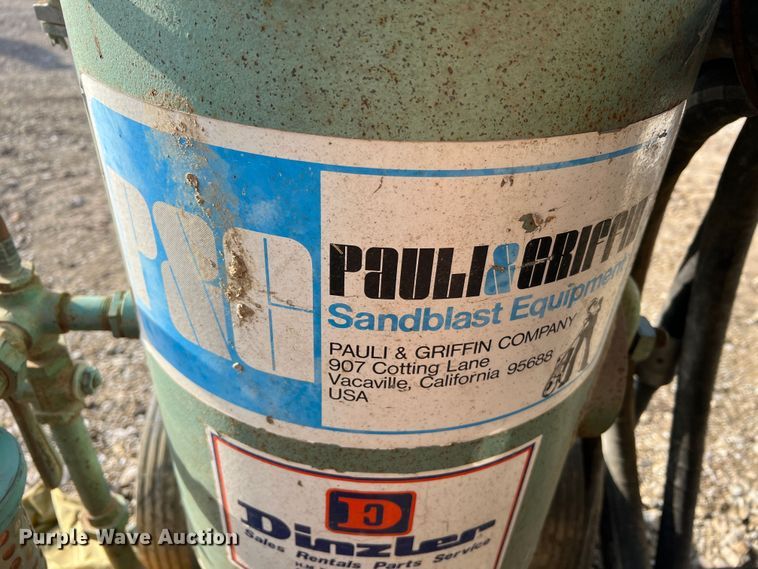 P&G
PAULI&GRIFFIN
Sandblast Equipment
PAULI & GRIFFIN COMPANY
907 Cotting Lane
Vacaville, California 95688
USA
D
Dinzler
Sales Rentals Parts Service
Purple Wave Auction